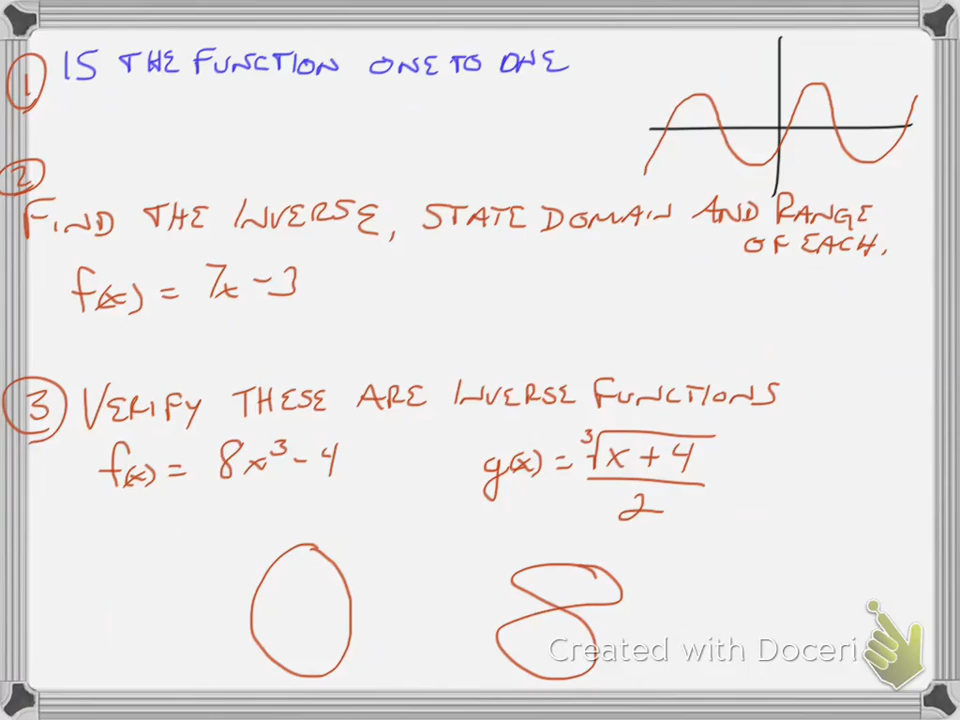 ① IS THE FUNCTION ONE TO ONE
②
FIND THE INVERSE, STATE DOMAIN AND RANGE
OF EACH.
f(x) = 7x - 3
③ VERIFY THESE ARE INVERSE FUNCTIONS
f(x) = 8x³ - 4    g(x) = ∛(x + 4) / 2
0 8
Created with Doceri